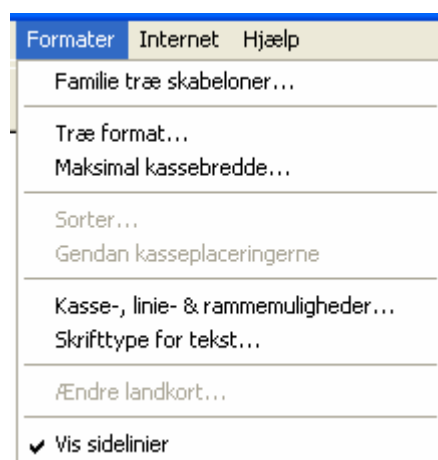 Formater Internet Hjælp
Familie træ skabeloner...
Træ format...
Maksimal kassebredde...
Sorter...
Gendan kasseplaceringerne
Kasse-, linie- & rammemuligheder...
Skrifttype for tekst...
Ændre landkort...
Vis sidelinier